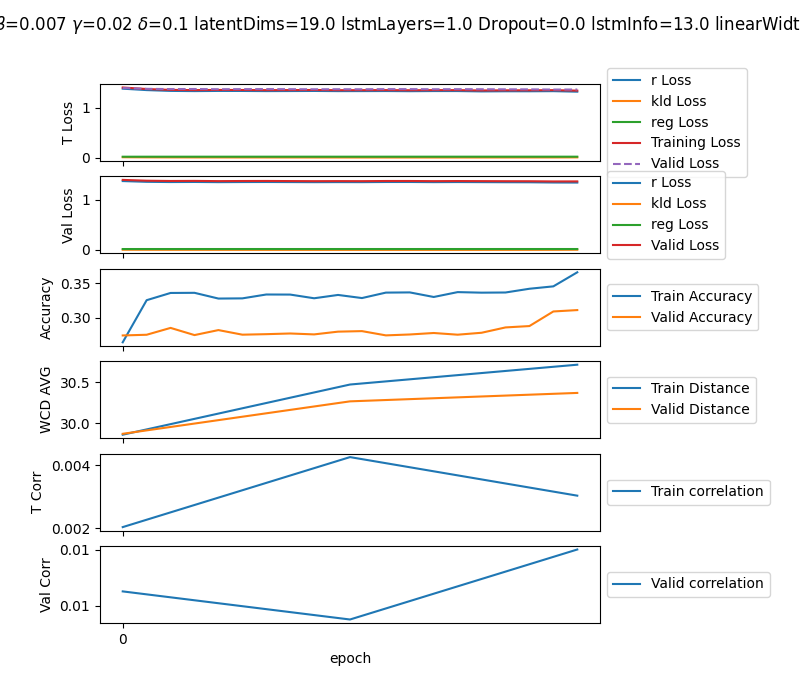 =0.007 γ=0.02 δ=0.1 latentDims=19.0 lstmLayers=1.0 Dropout=0.0 lstmInfo=13.0
T Loss
1
0
r Loss
kld Loss
reg Loss
Training Loss
Valid Loss
Val Loss
1
0
r Loss
kld Loss
reg Loss
Valid Loss
Accuracy
0.35
0.30
Train Accuracy
Valid Accuracy
WCD AVG
30.5
30.0
Train Distance
Valid Distance
T Corr
0.004
0.002
Train correlation
Val Corr
0.01
0.01
Valid correlation
0
epoch